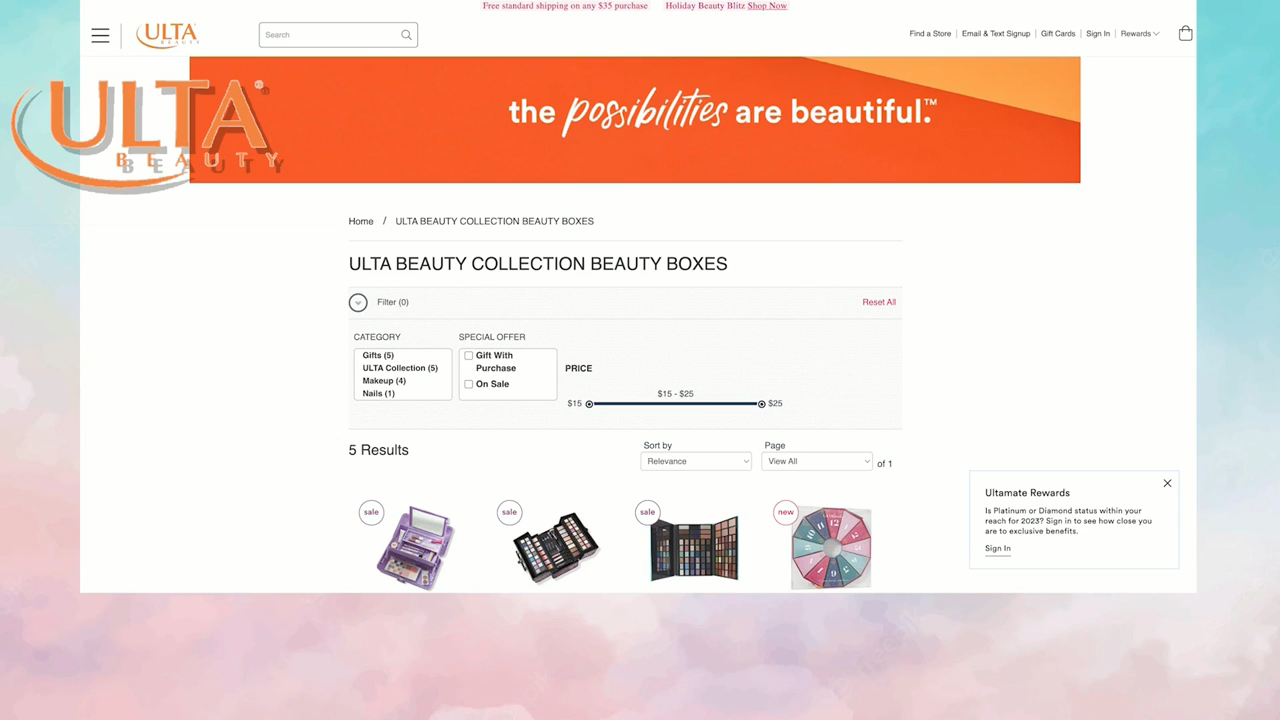 Free standard shipping on any $35 purchase Holiday Beauty Blitz Shop Now
ULTA
BEAUTY
Search
Find a Store
Email & Text Signup
Gift Cards
Sign In
Rewards
ULTA
BEAUTY
the possibilities are beautiful.™
Home / ULTA BEAUTY COLLECTION BEAUTY BOXES
ULTA BEAUTY COLLECTION BEAUTY BOXES
Filter (0)
Reset All
CATEGORY
Gifts (5)
ULTA Collection (5)
Makeup (4)
Nails (1)
SPECIAL OFFER
Gift With
Purchase
On Sale
PRICE
$15 - $25
$15
$25
5 Results
Sort by
Relevance
Page
View All
of 1
sale
sale
sale
new
12
11
10
Ultamate Rewards
Is Platinum or Diamond status within your
reach for 2023? Sign in to see how close you
are to exclusive benefits.
Sign In